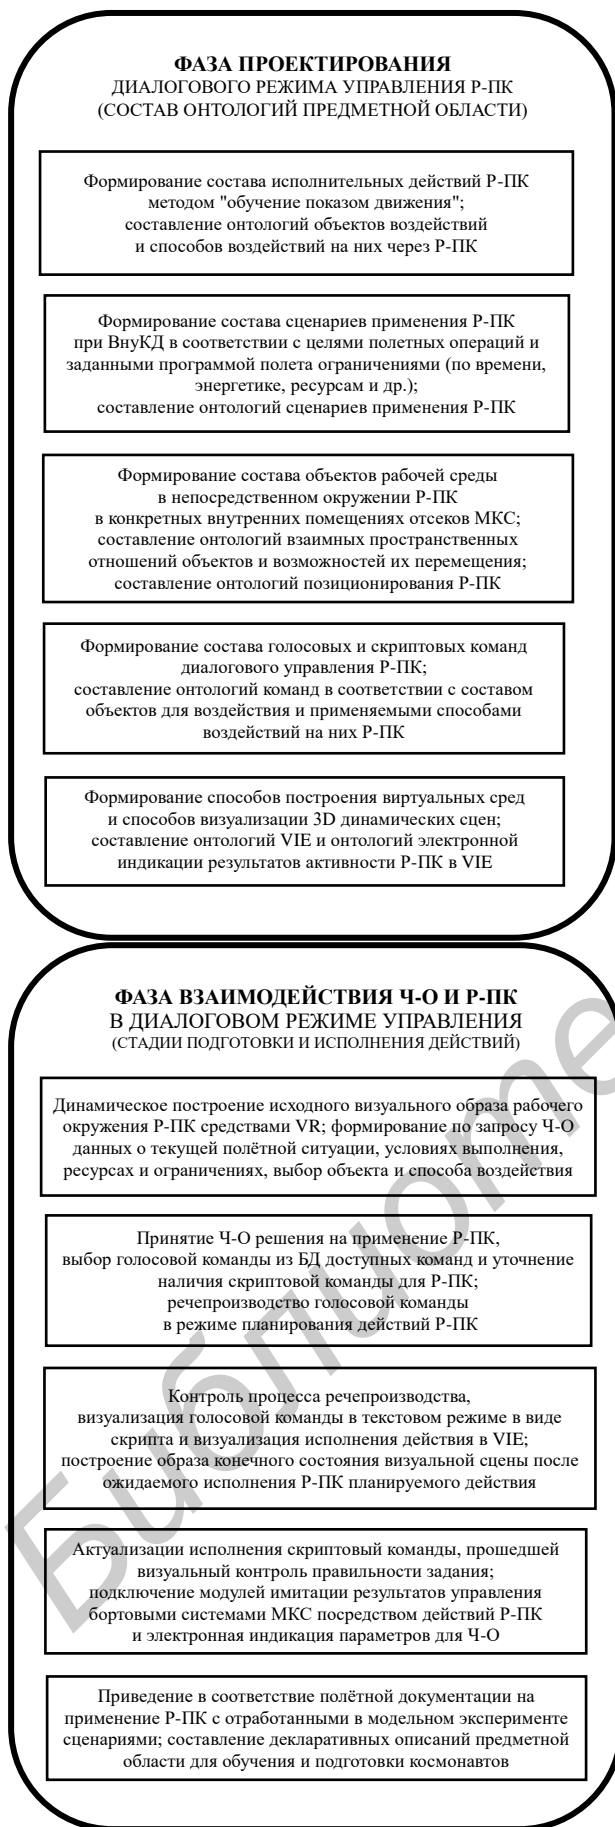 ФАЗА ПРОЕКТИРОВАНИЯ
ДИАЛОГОВОГО РЕЖИМА УПРАВЛЕНИЯ Р-ПК
(СОСТАВ ОНТОЛОГИЙ ПРЕДМЕТНОЙ ОБЛАСТИ)
Формирование состава исполнительных действий Р-ПК
методом "обучение показом движения";
составление онтологий объектов воздействий
и способов воздействий на них через Р-ПК
Формирование состава сценариев применения Р-ПК
при ВнуКД в соответствии с целями полетных операций и
заданными программой полета ограничениями (по времени,
энергетике, ресурсам и др.);
составление онтологий сценариев применения Р-ПК
Формирование состава объектов рабочей среды
в непосредственном окружении Р-ПК
в конкретных внутренних помещениях отсеков МКС;
составление онтологий взаимных пространственных
отношений объектов и возможностей их перемещения;
составление онтологий позиционирования Р-ПК
Формирование состава голосовых и скриптовых команд
диалогового управления Р-ПК;
составление онтологий команд в соответствии с составом
объектов для воздействия и применяемыми способами
воздействий на них Р-ПК
Формирование способов построения виртуальных сред
и способов визуализации 3D динамических сцен;
составление онтологий VIE и онтологий электронной
индикации результатов активности Р-ПК в VIE
ФАЗА ВЗАИМОДЕЙСТВИЯ Ч-О И Р-ПК
В ДИАЛОГОВОМ РЕЖИМЕ УПРАВЛЕНИЯ
(СТАДИИ ПОДГОТОВКИ И ИСПОЛНЕНИЯ ДЕЙСТВИЙ)
Динамическое построение исходного визуального образа рабочего
окружения Р-ПК средствами VR; формирование по запросу Ч-О
данных о текущей полётной ситуации, условиях выполнения,
ресурсах и ограничениях, выбор объекта и способа воздействия
Принятие Ч-О решения на применение Р-ПК,
выбор голосовой команды из БД доступных команд и уточнение
наличия скриптовой команды для Р-ПК;
речепроизводство голосовой команды
в режиме планирования действий Р-ПК
Контроль процесса речепроизводства,
визуализация голосовой команды в текстовом режиме в виде
скрипта и визуализация исполнения действия в VIE;
построение образа конечного состояния визуальной сцены после
ожидаемого исполнения Р-ПК планируемого действия
Актуализации исполнения скриптовый команды, прошедшей
визуальный контроль правильности задания;
подключение модулей имитации результатов управления
бортовыми системами МКС посредством действий Р-ПК
и электронная индикация параметров для Ч-О
Приведение в соответствие полётной документации на
применение Р-ПК с отработанными в модельном эксперименте
сценариями; составление декларативных описаний предметной
области для обучения и подготовки космонавтов
Библиоте